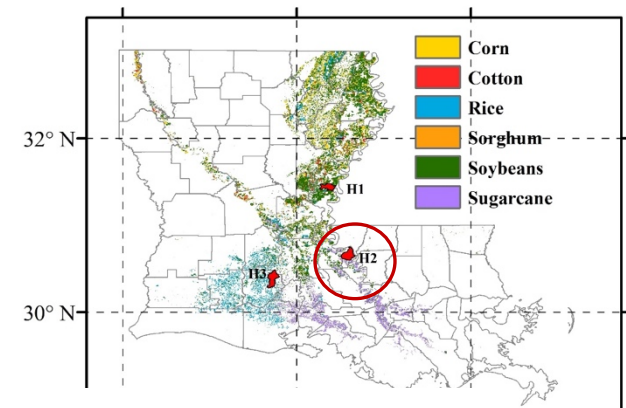 Corn
Cotton
Rice
32° N
Sorghum
Soybeans
H1
Sugarcane
H2
H3
30° N